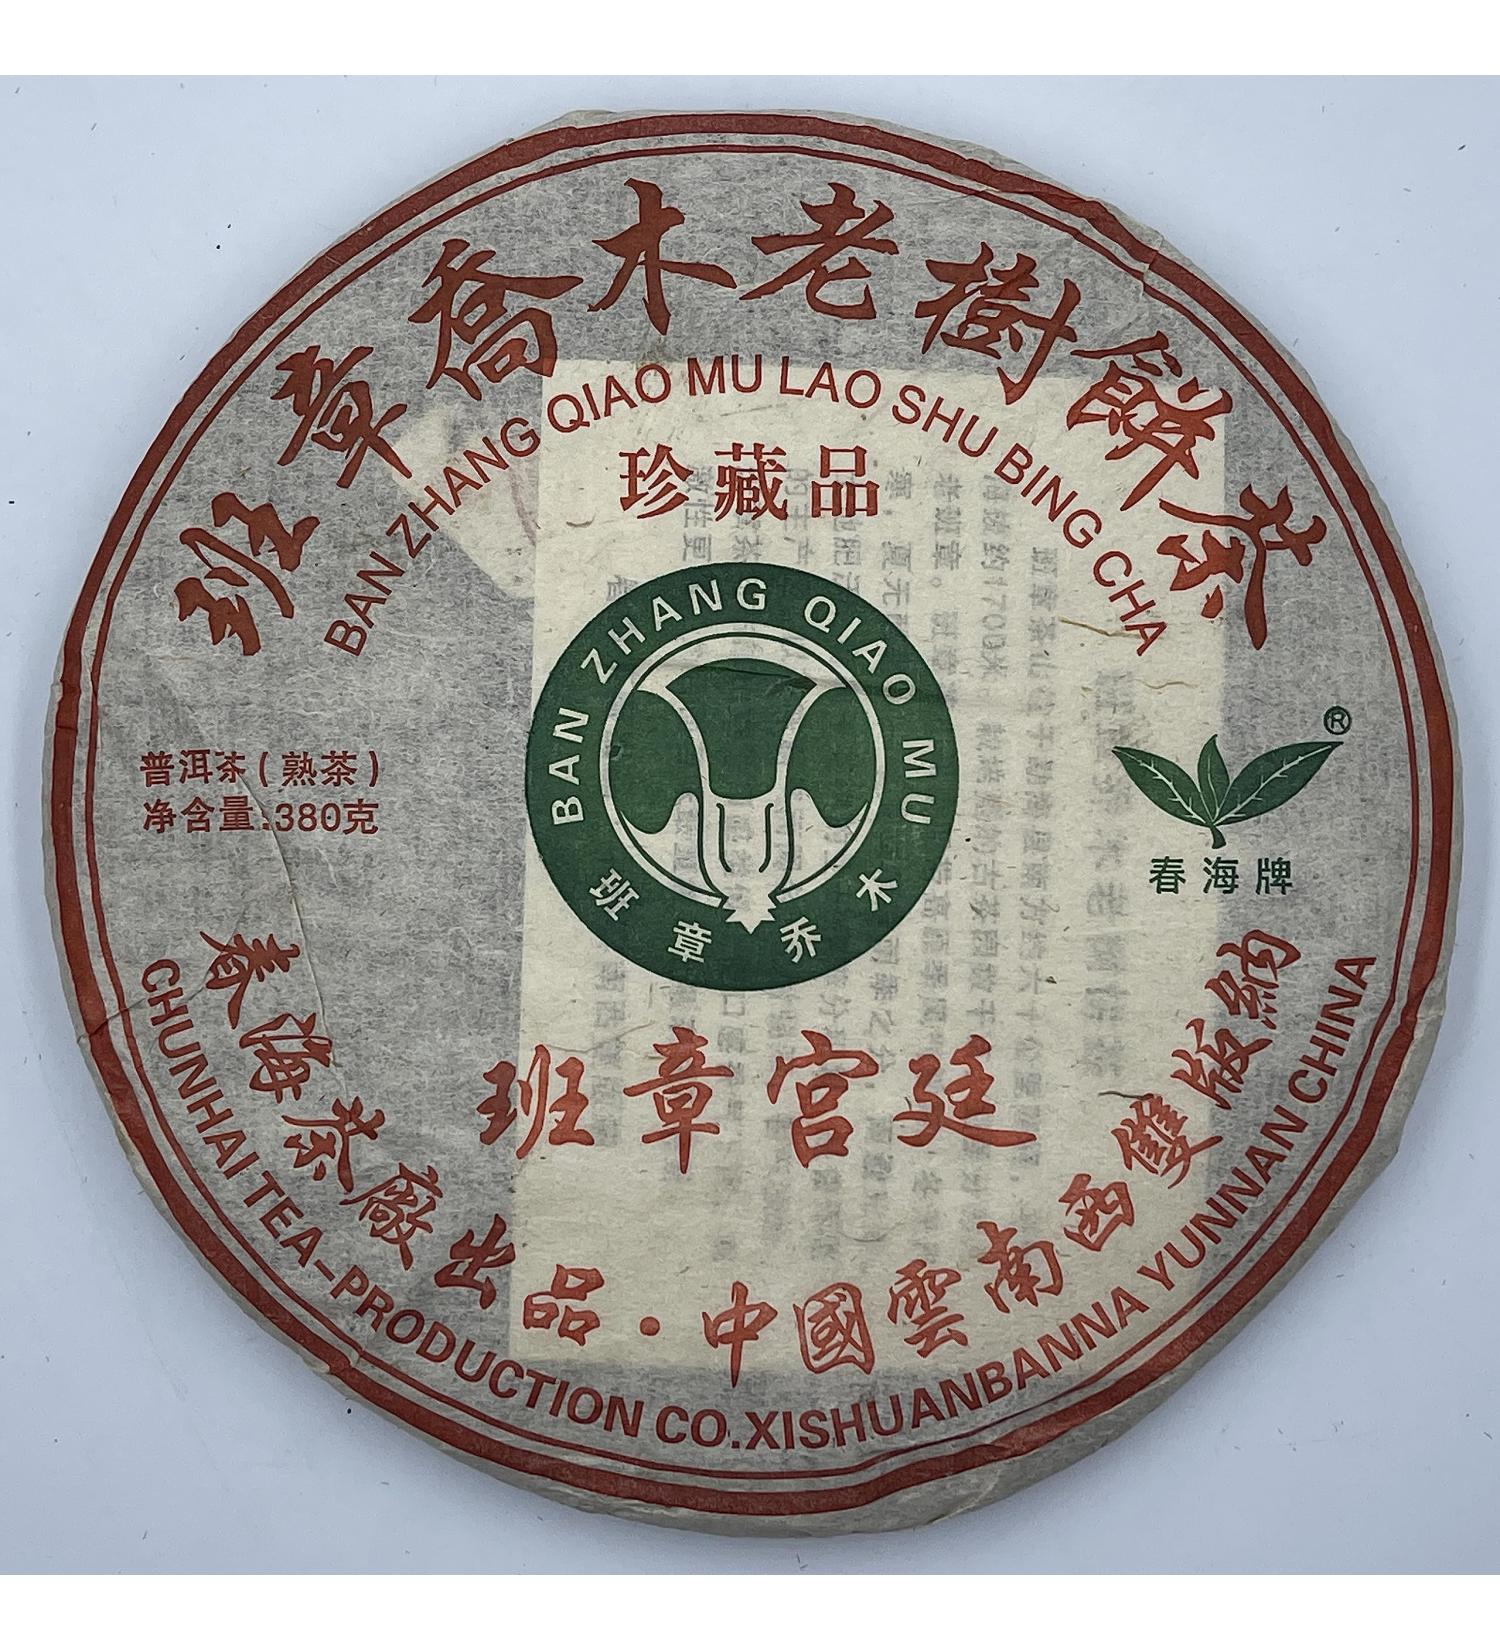 班章喬木老樹餅茶
BAN ZHANG QIAO MU LAO SHU BING CHA
珍藏品
BAN ZHANG QIAO MU
班章乔木
普洱茶(熟茶)
净含量:380克
®
春海牌
班章宫廷
春海茶廠出品·中國雲南西雙版納
CHUNHAI TEA-PRODUCTION CO.XISHUANBANNA YUNINAN CHINA